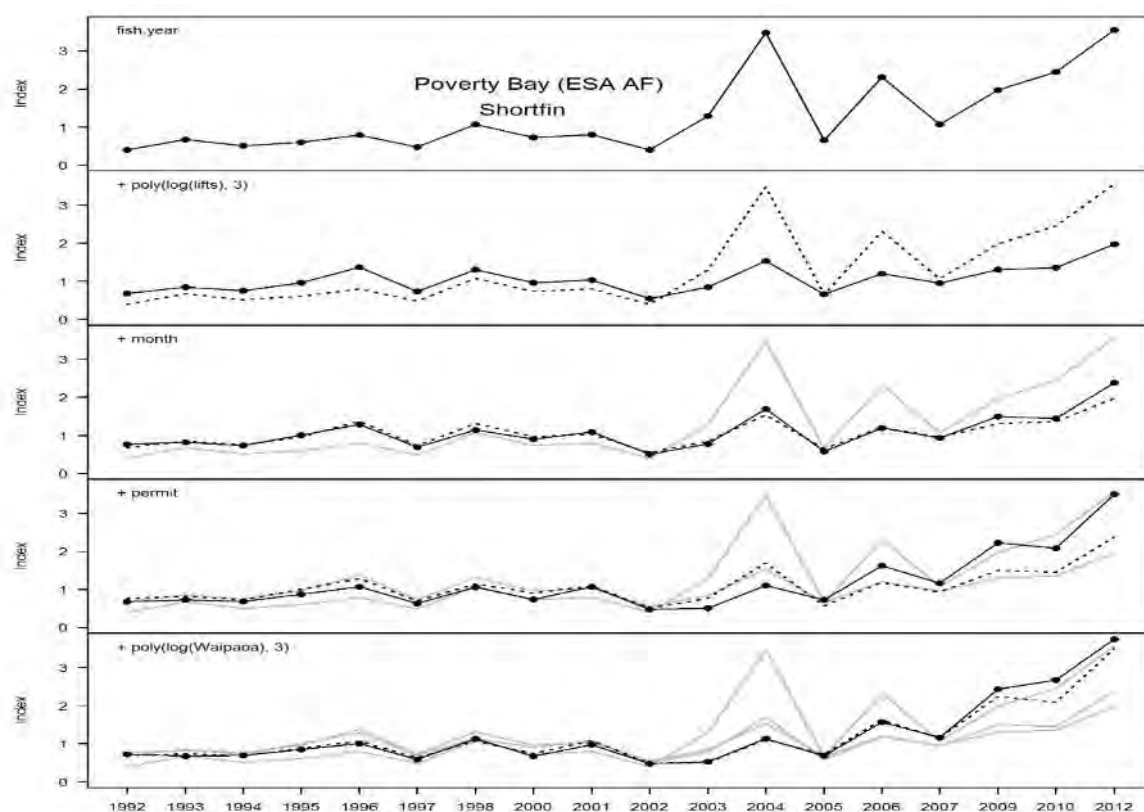 fish.year
Poverty Bay (ESA AF)
Shortfin
Index
3
2
1
0
+ poly(log(lifts), 3)
Index
3
2
1
0
+ month
Index
3
2
1
0
+ permit
Index
3
2
1
0
+ poly(log(Waipaoa), 3)
Index
3
2
1
0
1992 1993 1994 1995 1996 1997 1998 2000 2001 2002 2003 2004 2005 2006 2007 2009 2010 2012